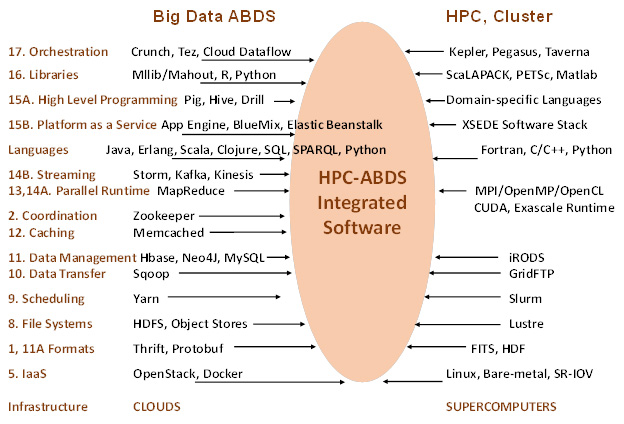 Big Data ABDS HPC, Cluster
17. Orchestration Crunch, Tez, Cloud Dataflow Kepler, Pegasus, Taverna
16. Libraries Mllib/Mahout, R, Python ScaLAPACK, PETSc, Matlab
15A. High Level Programming Pig, Hive, Drill Domain-specific Languages
15B. Platform as a Service App Engine, BlueMix, Elastic Beanstalk XSEDE Software Stack
Languages Java, Erlang, Scala, Clojure, SQL, SPARQL, Python Fortran, C/C++, Python
14B. Streaming Storm, Kafka, Kinesis
13,14A. Parallel Runtime MapReduce MPI/OpenMP/OpenCL
CUDA, Exascale Runtime
HPC-ABDS
Integrated
Software
2. Coordination Zookeeper
12. Caching Memcached
11. Data Management Hbase, Neo4J, MySQL iRODS
10. Data Transfer Sqoop GridFTP
9. Scheduling Yarn Slurm
8. File Systems HDFS, Object Stores Lustre
1, 11A Formats Thrift, Protobuf FITS, HDF
5. IaaS OpenStack, Docker Linux, Bare-metal, SR-IOV
Infrastructure CLOUDS SUPERCOMPUTERS